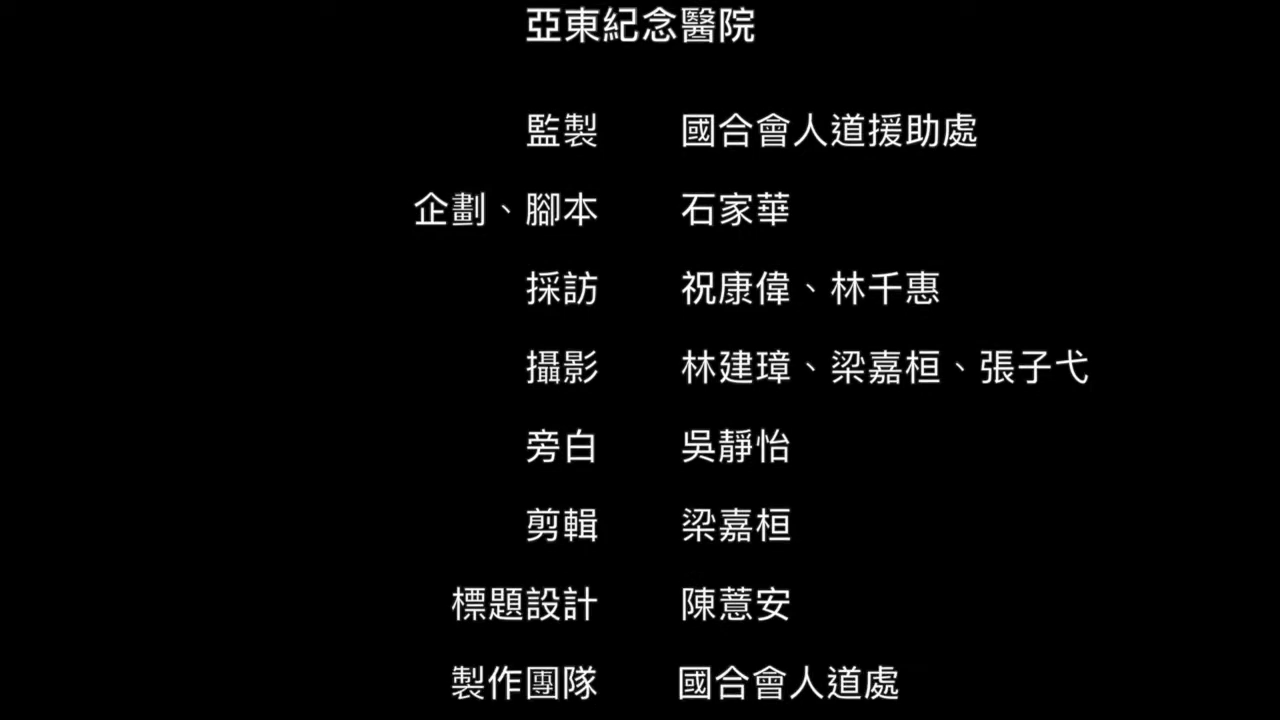 亞東紀念醫院
監製 國合會人道援助處
企劃、腳本 石家華
採訪 祝康偉、林千惠
攝影 林建璋、梁嘉桓、張子弋
旁白 吳靜怡
剪輯 梁嘉桓
標題設計 陳薏安
製作團隊 國合會人道處